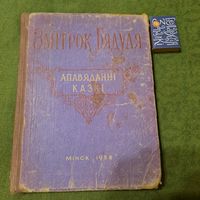 Змітрок Бядуля
АПАВЯДАННІ
КАЗКІ
МІНСК 1958